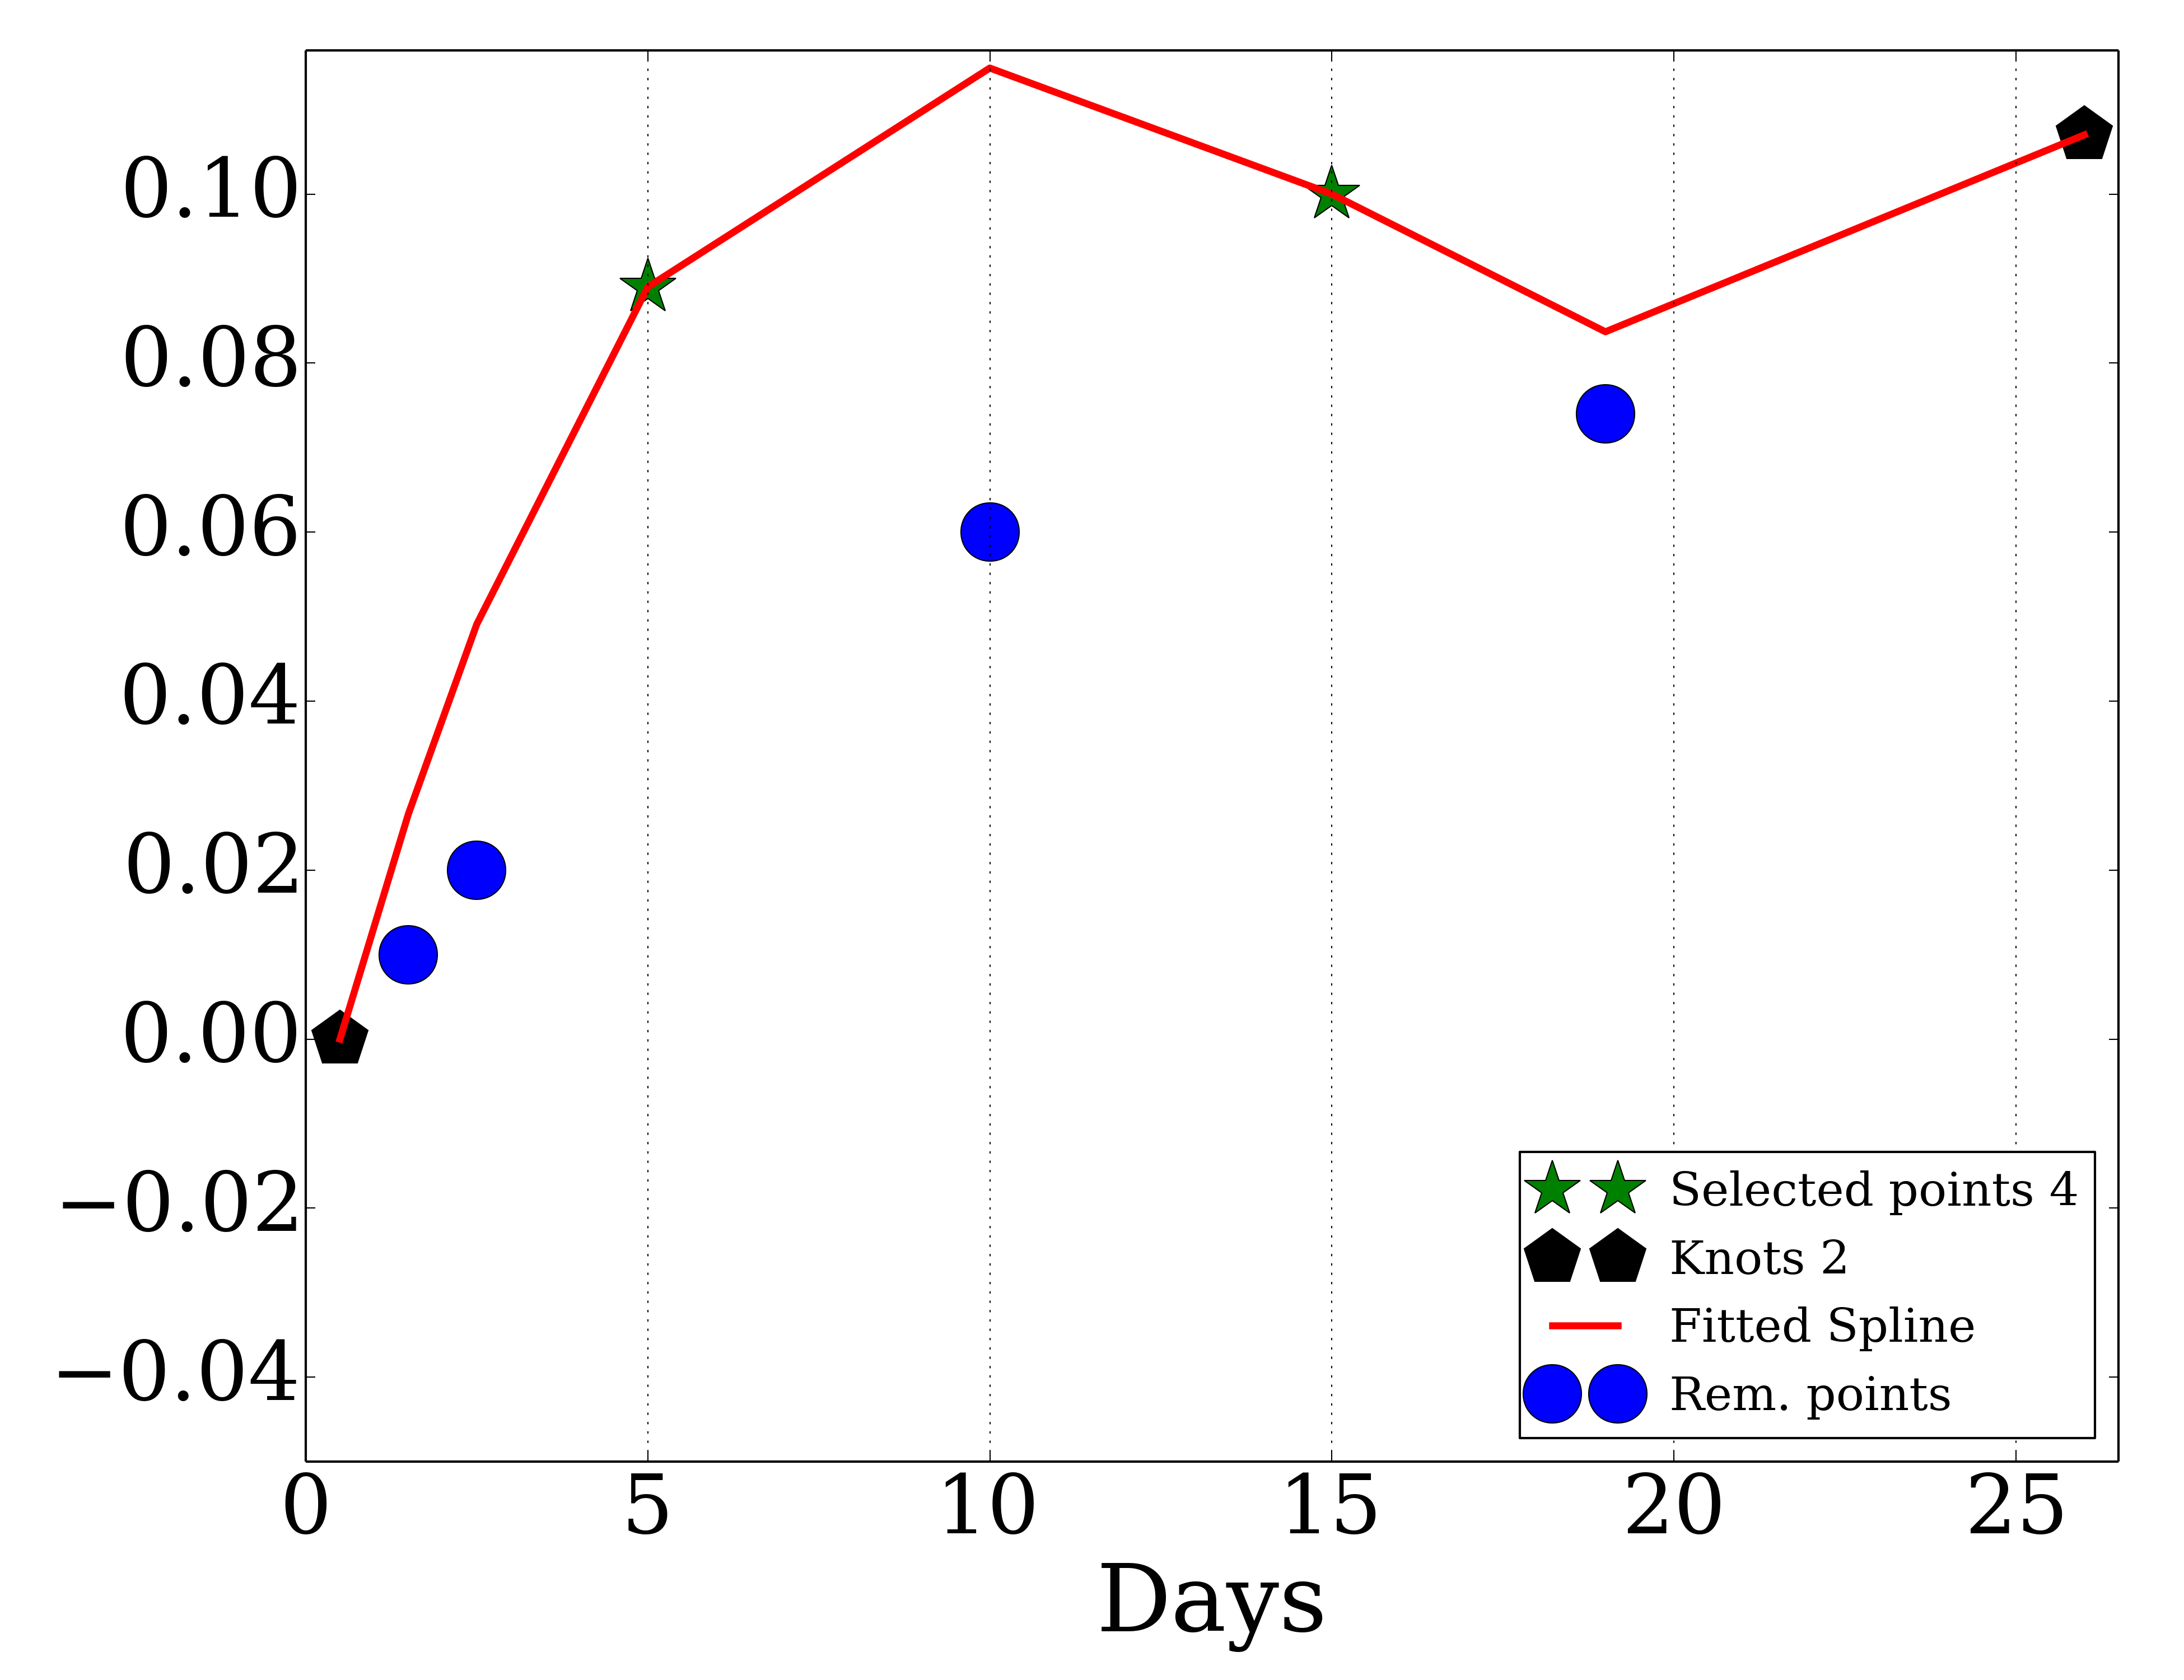 0.10
0.08
0.06
0.04
0.02
0.00
−0.02
−0.04
0 5 10 15 20 25
Days
Selected points 4
Knots 2
Fitted Spline
Rem. points